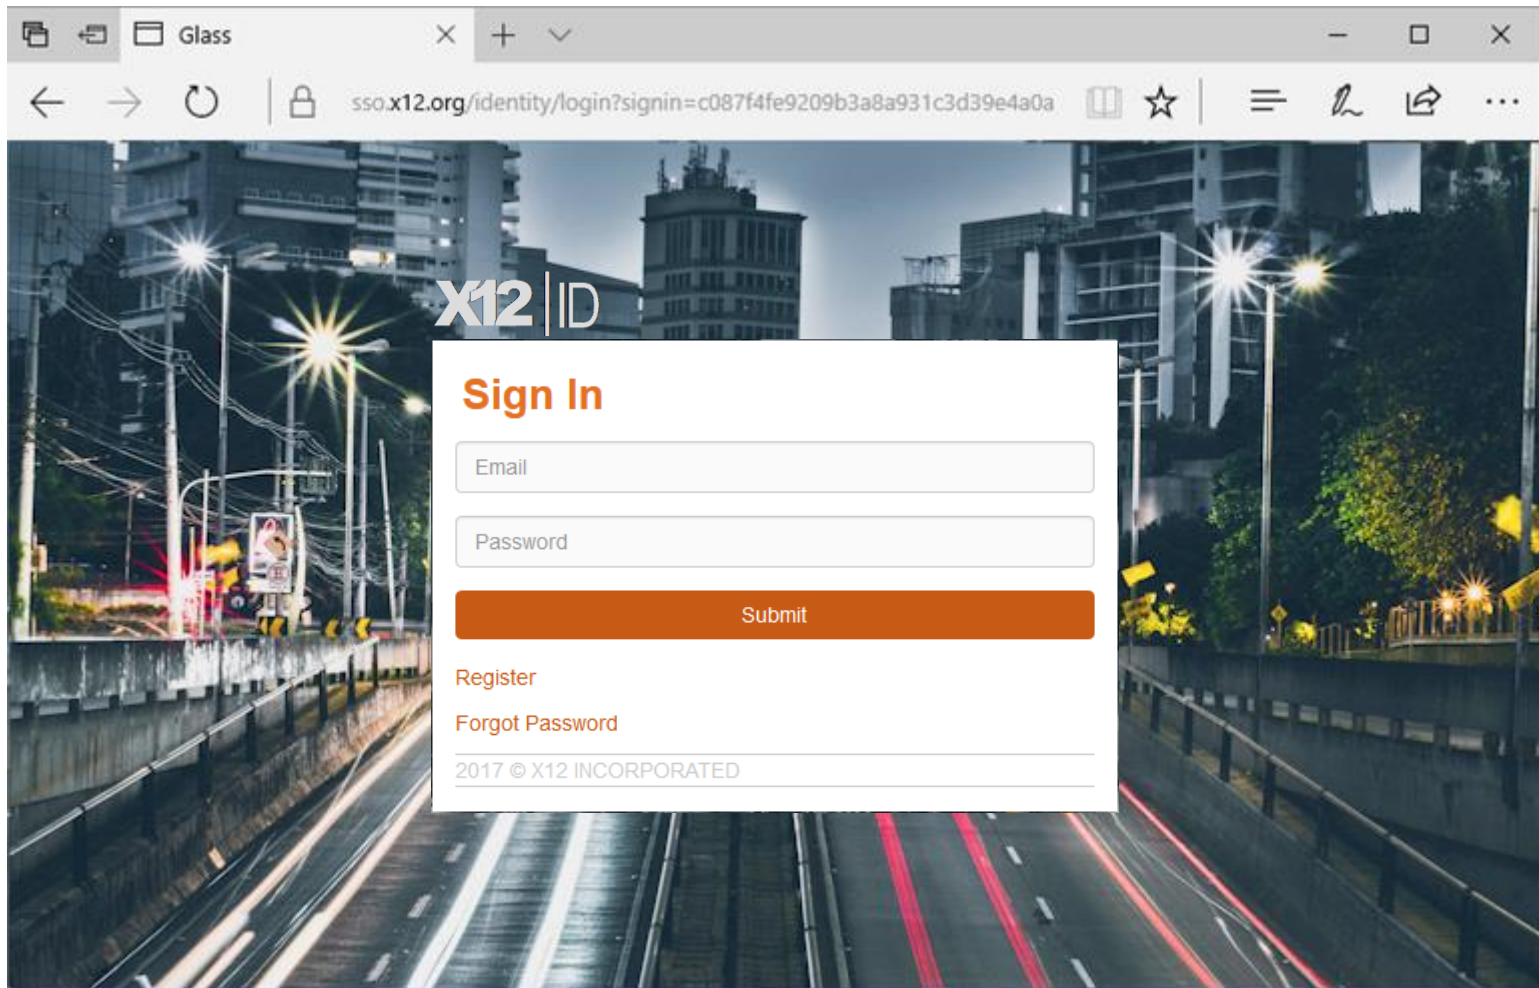 Glass
sso.x12.org/identity/login?signin=c087f4fe9209b3a8a931c3d39e4a0a
X12 ID
Sign In
Email
Password
Submit
Register
Forgot Password
2017 © X12 INCORPORATED